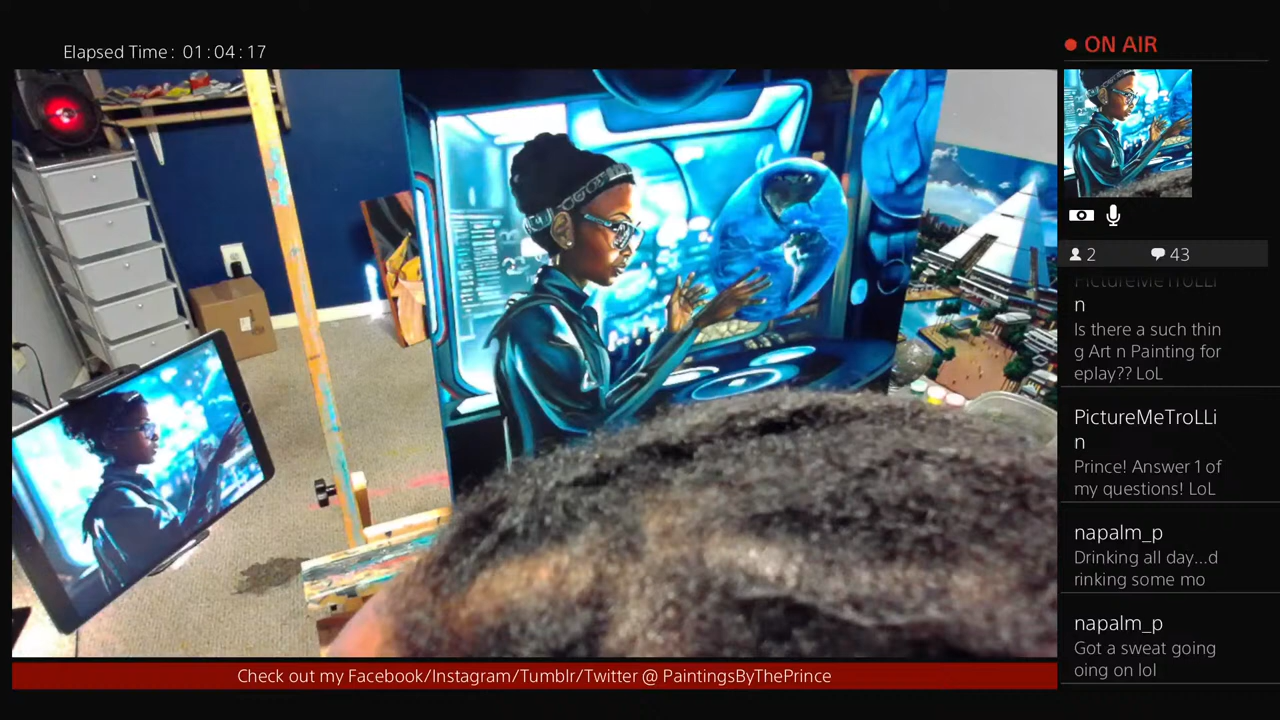 Elapsed Time: 01:04:17
ON AIR
2
43
PictureMeTroLLi
n
Is there a such thin
g Art n Painting for
eplay?? LoL
PictureMeTroLLi
n
Prince! Answer 1 of
my questions! LoL
napalm_p
Drinking all day...d
rinking some mo
napalm_p
Got a sweat going
oing on lol
Check out my Facebook/Instagram/Tumblr/Twitter @ PaintingsByThePrince